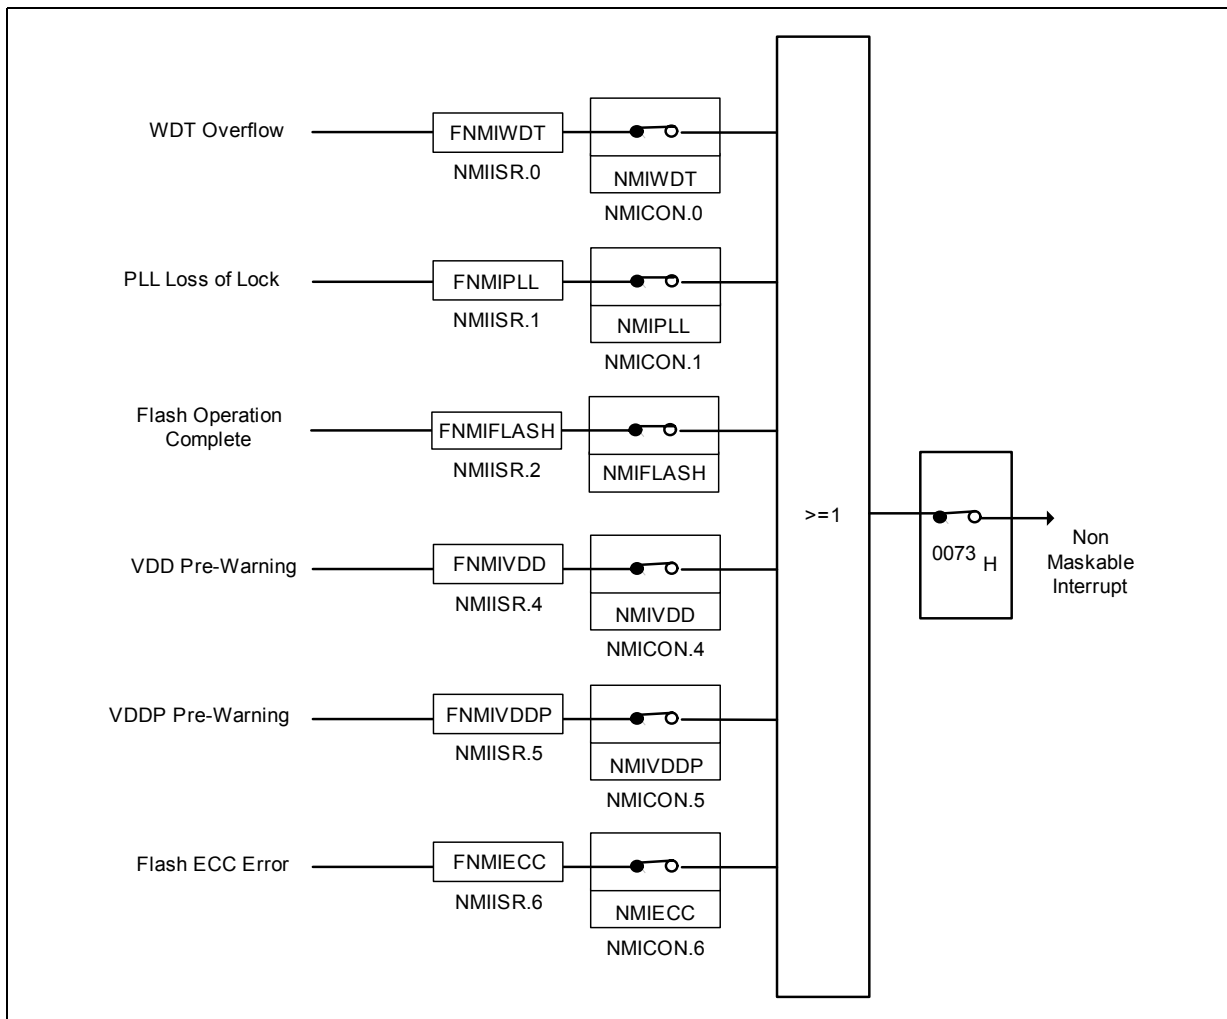 WDT Overflow
FNMIWDT
NMIISR.0
NMIWDT
NMICON.0
PLL Loss of Lock
FNMIPLL
NMIISR.1
NMIPLL
NMICON.1
Flash Operation
Complete
FNMIFLASH
NMIISR.2
NMIFLASH
VDD Pre-Warning
FNMIVDD
NMIISR.4
NMIVDD
NMICON.4
VDDP Pre-Warning
FNMIVDDP
NMIISR.5
NMIVDDP
NMICON.5
Flash ECC Error
FNMIECC
NMIISR.6
NMIECC
NMICON.6
>=1
0073 H
Non
Maskable
Interrupt